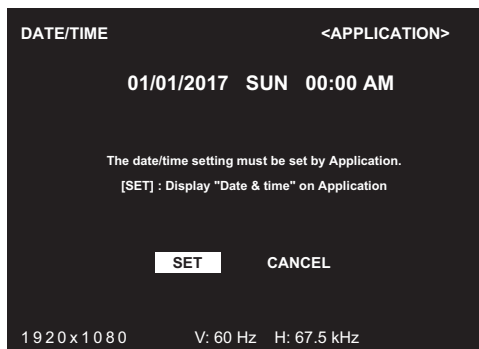 DATE/TIME <APPLICATION>
01/01/2017 SUN 00:00 AM
The date/time setting must be set by Application.
[SET] : Display "Date & time" on Application
SET CANCEL
1920x1080 V: 60 Hz H: 67.5 kHz